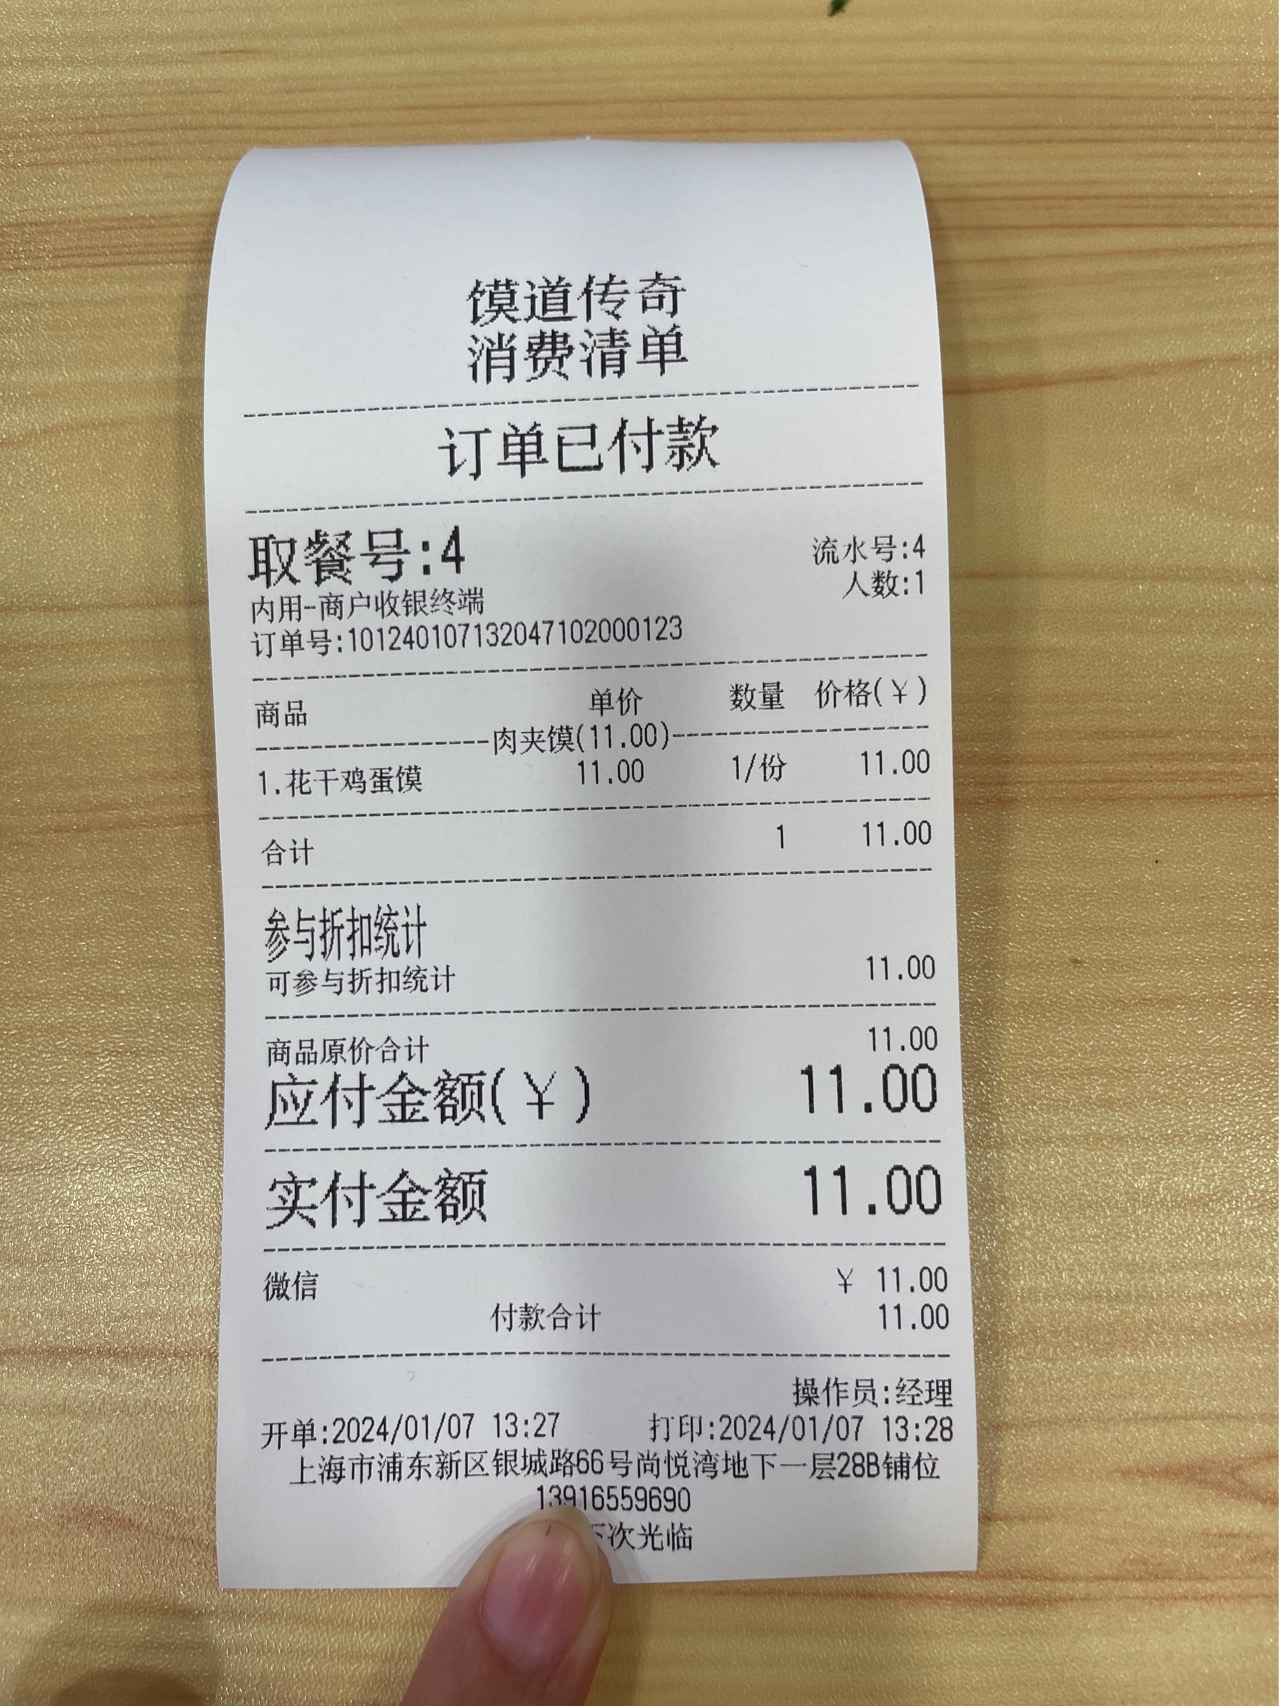 馍道传奇
消费清单
订单已付款
取餐号:4
流水号:4
人数:1
内用-商户收银终端
订单号:101240107132047102000123
商品 单价 数量 价格(￥)
肉夹馍(11.00)
1.花干鸡蛋馍 11.00 1/份 11.00
合计 1 11.00
参与折扣统计
可参与折扣统计 11.00
商品原价合计 11.00
应付金额(￥) 11.00
实付金额 11.00
微信 ￥ 11.00
付款合计 11.00
操作员:经理
开单:2024/01/07 13:27 打印:2024/01/07 13:28
上海市浦东新区银城路66号尚悦湾地下一层28B铺位
13916559690
下次光临